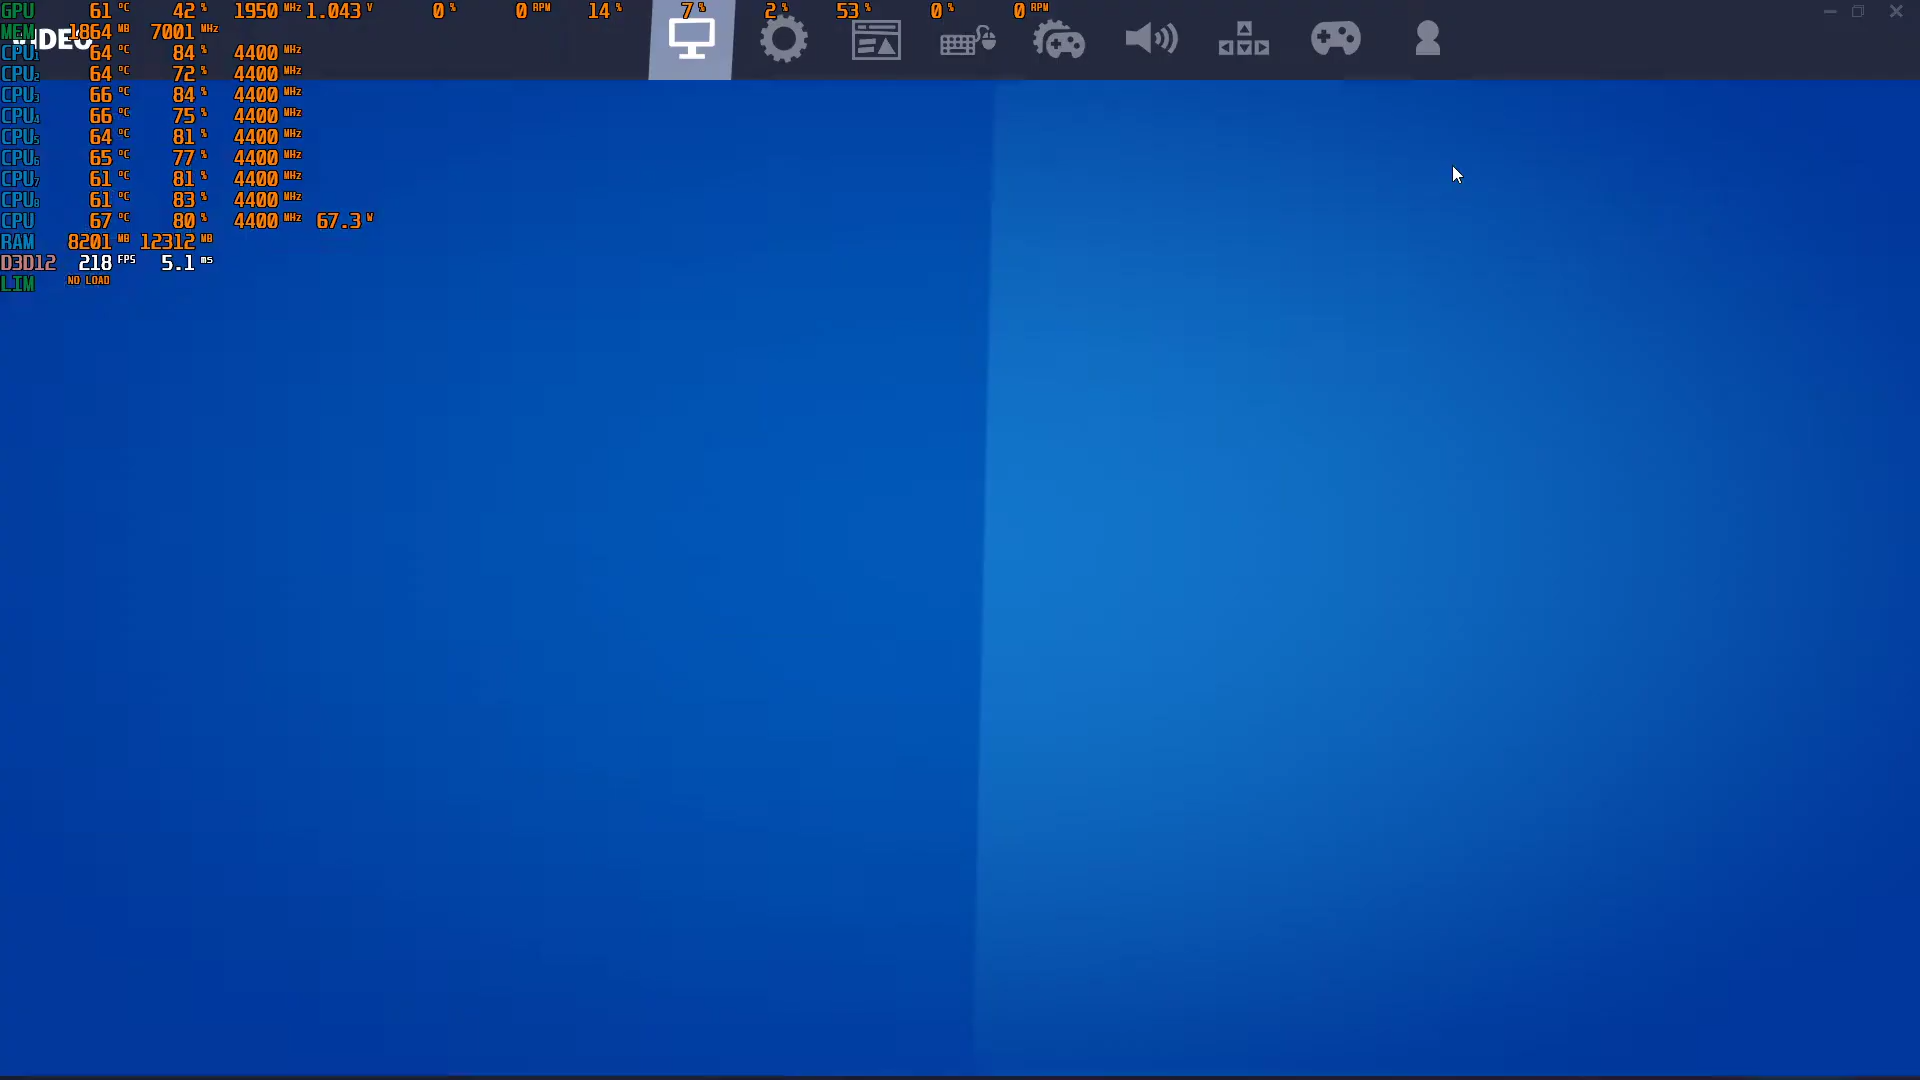 GPU 61 °C 42 % 1950 MHz 1.043 V 0 % 0 RPM 14 % 7 % 2 % 53 % 0 % 0 RPM
VIDEO
MEM 1864 MB 7001 MHz
CPU1 64 °C 84 % 4400 MHz
CPU2 64 °C 72 % 4400 MHz
CPU3 66 °C 84 % 4400 MHz
CPU4 66 °C 75 % 4400 MHz
CPU5 64 °C 81 % 4400 MHz
CPU6 65 °C 77 % 4400 MHz
CPU7 61 °C 81 % 4400 MHz
CPU8 61 °C 83 % 4400 MHz
CPU 67 °C 80 % 4400 MHz 67.3 W
RAM 8201 MB 12312 MB
D3D12 218 FPS 5.1 ms
LIM NO LOAD